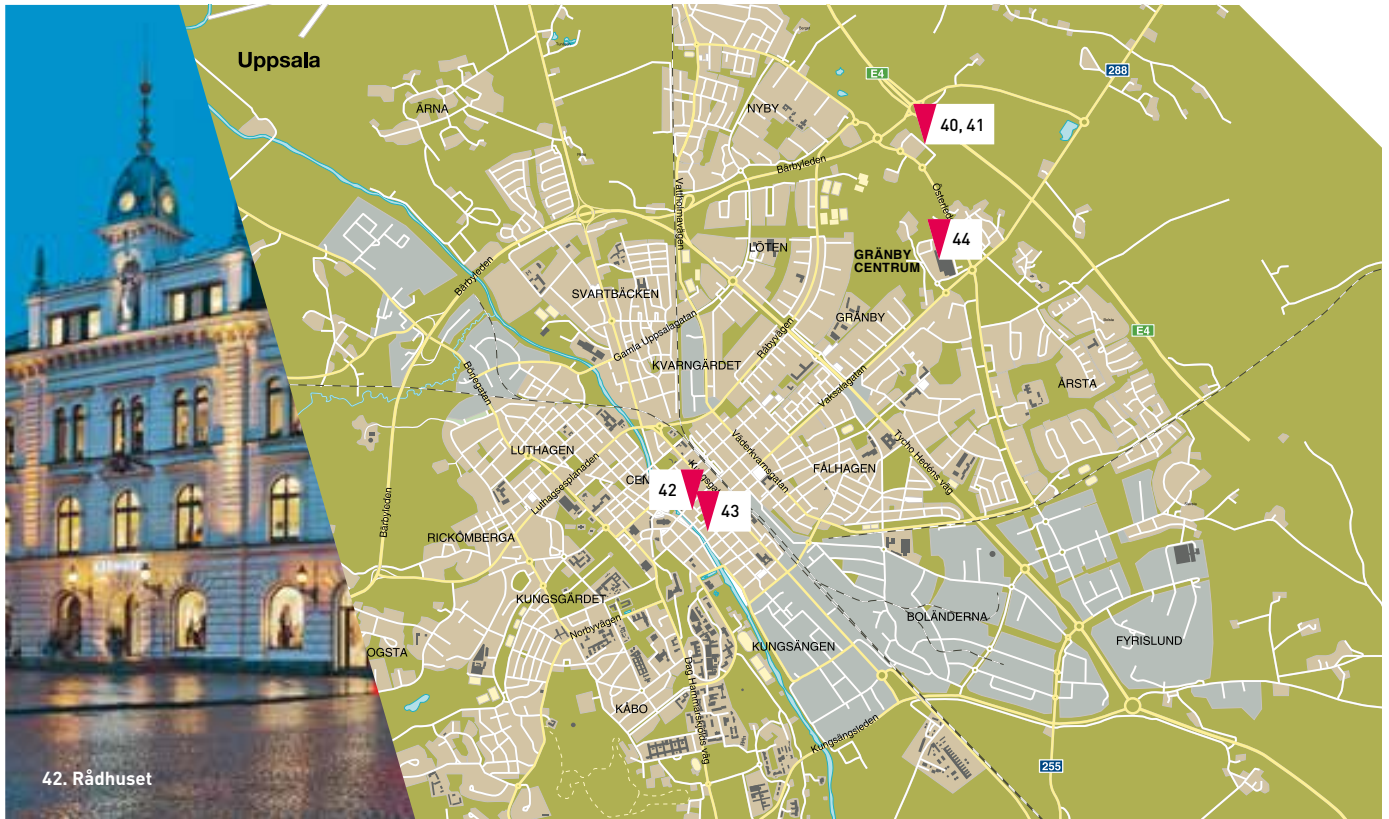 Uppsala
ÄRNA
NYBY
E4
288
40, 41
Bärbyleden
Vattholmavägen
LÖTEN
GRÄNBY
CENTRUM
44
Bärbyleden
SVARTBÄCKEN
Gamla Uppsalagatan
KVARNGÄRDET
Råbyvägen
GRÄNBY
E4
ÅRSTA
Börjegatan
Vaksalagatan
LUTHAGEN
Luthagsesplanaden
Väderkvarnsgatan
FÅLHAGEN
Tycho Hedéns väg
42
43
Bärbyleden
RICKOMBERGA
KUNGSGÄRDET
Norbyvägen
BOLÄNDERNA
FYRISLUND
KUNGSÄNGEN
KÅBO
Dag Hammarskjölds väg
Kungsängsleden
255
42. Rådhuset